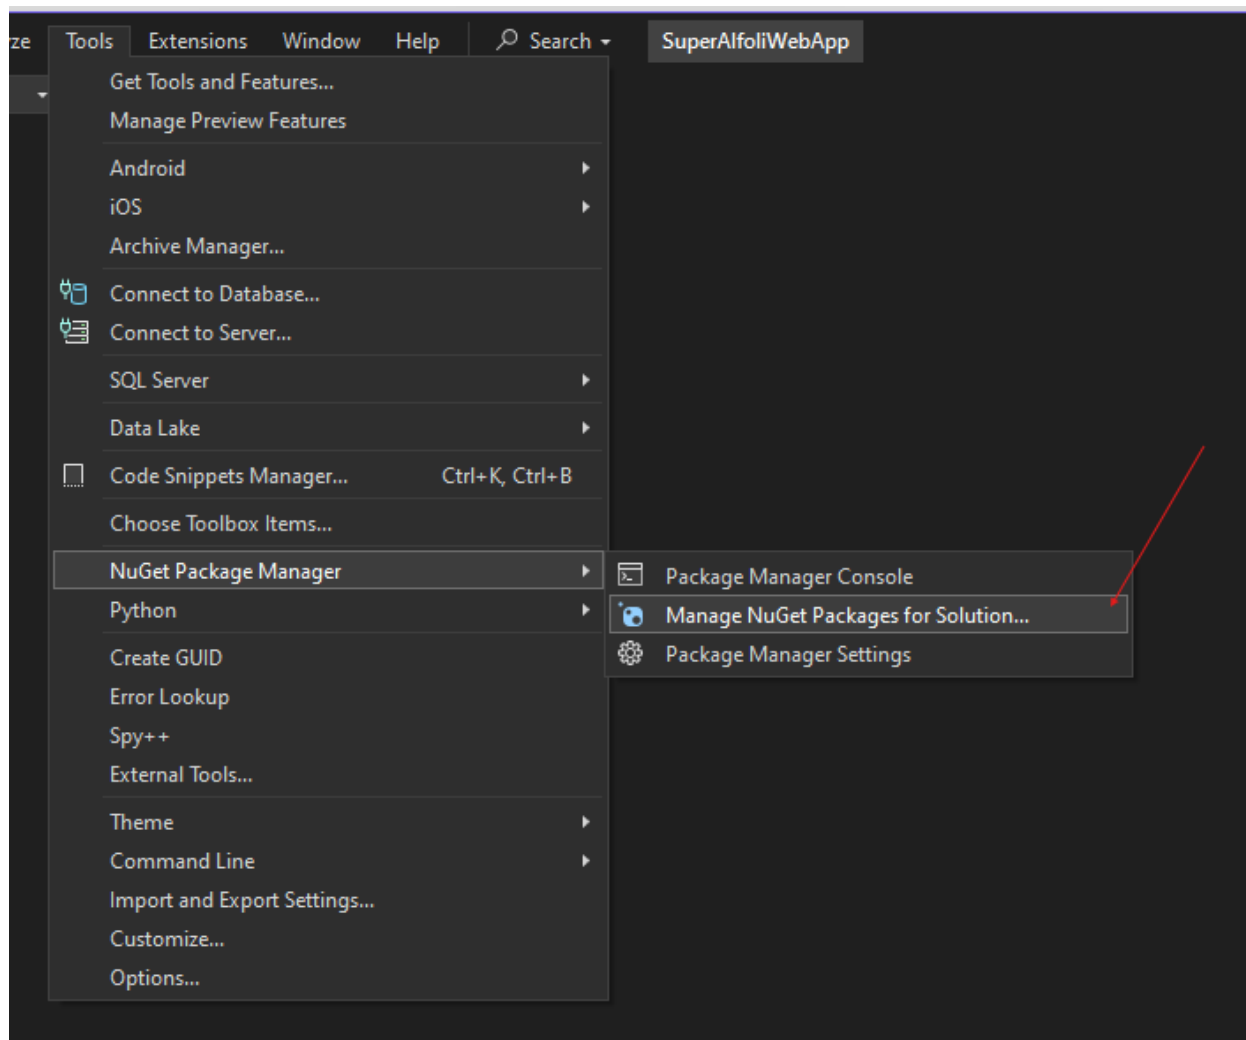 ze Tools Extensions Window Help Search SuperAlfoliWebApp
Get Tools and Features...
Manage Preview Features
Android
iOS
Archive Manager...
Connect to Database...
Connect to Server...
SQL Server
Data Lake
Code Snippets Manager... Ctrl+K, Ctrl+B
Choose Toolbox Items...
NuGet Package Manager
Package Manager Console
Python
Manage NuGet Packages for Solution...
Package Manager Settings
Create GUID
Error Lookup
Spy++
External Tools...
Theme
Command Line
Import and Export Settings...
Customize...
Options...